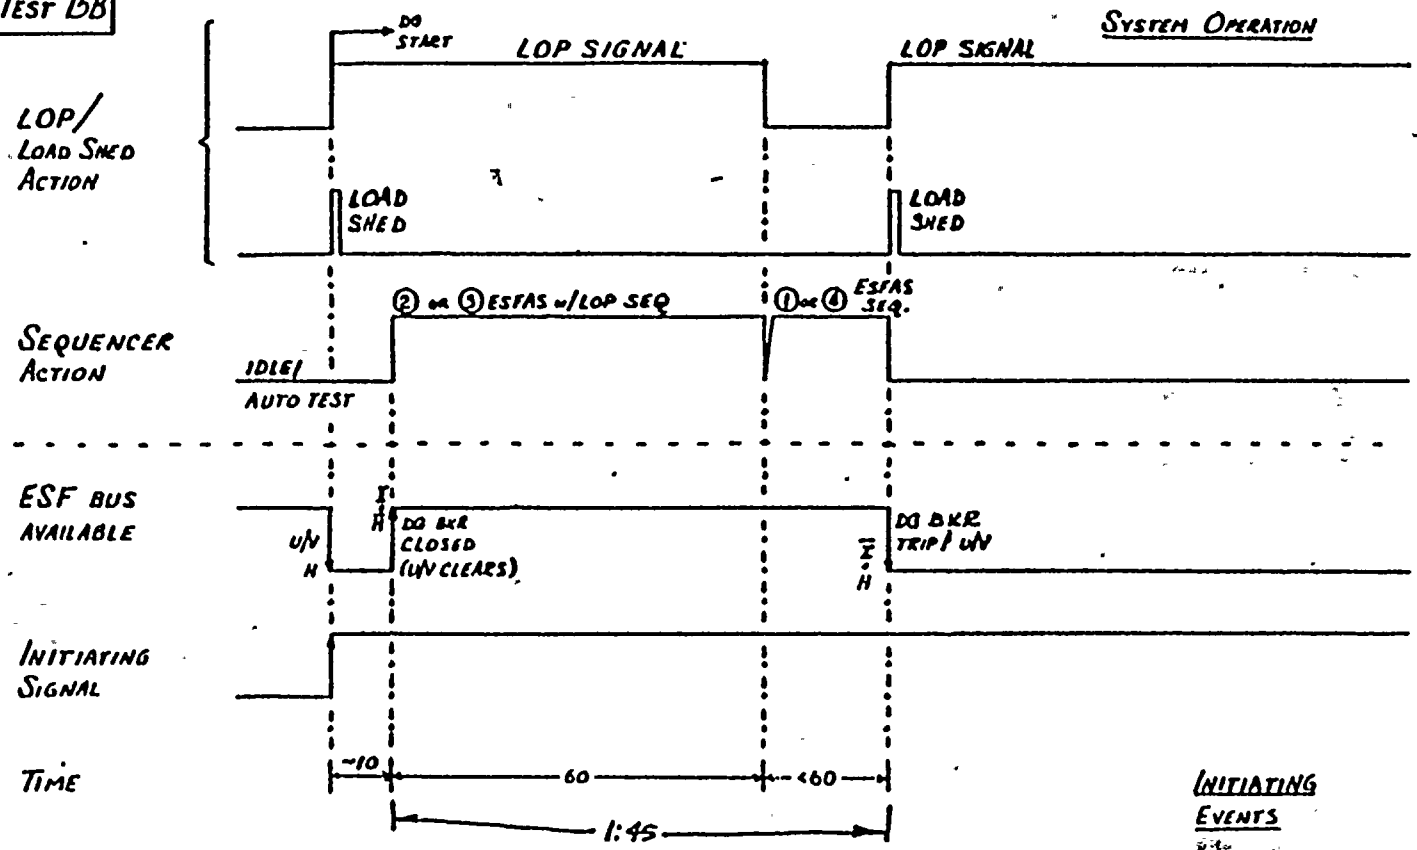 TEST BB
SYSTEM OPERATION
DG
START
LOP SIGNAL
LOP SIGNAL
LOP/
LOAD SHED
ACTION
LOAD
SHED
LOAD
SHED
② OR ③ ESFAS w/LOP SEQ
① OR ④ ESFAS
SEQ.
SEQUENCER
ACTION
IDLE/
AUTO TEST
ESF BUS
AVAILABLE
U/V
H
I
H
DG BKR
CLOSED
(U/V CLEARS)
I
H
DG BKR
TRIP/ U/V
INITIATING
SIGNAL
TIME
~10
60
<60
1:45
INITIATING
EVENTS